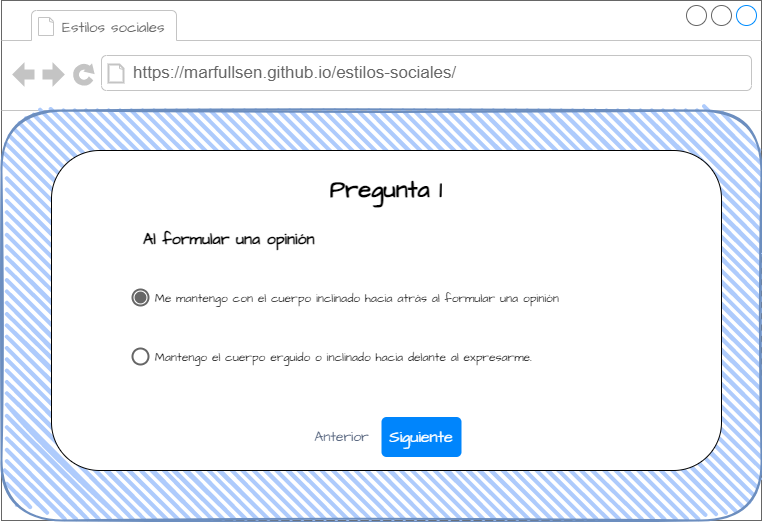 Estilos sociales
https://marfullsen.github.io/estilos-sociales/
Pregunta 1
Al formular una opinión
Me mantengo con el cuerpo inclinado hacia atrás al formular una opinión
Mantengo el cuerpo erguido o inclinado hacia delante al expresarme.
Anterior Siguiente